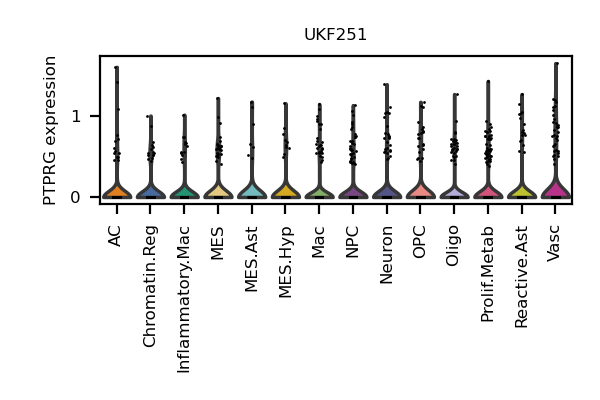 UKF251
PTPRG expression
1
0
AC
Chromatin.Reg
Inflammatory.Mac
MES
MES.Ast
MES.Hyp
Mac
NPC
Neuron
OPC
Oligo
Prolif.Metab
Reactive.Ast
Vasc